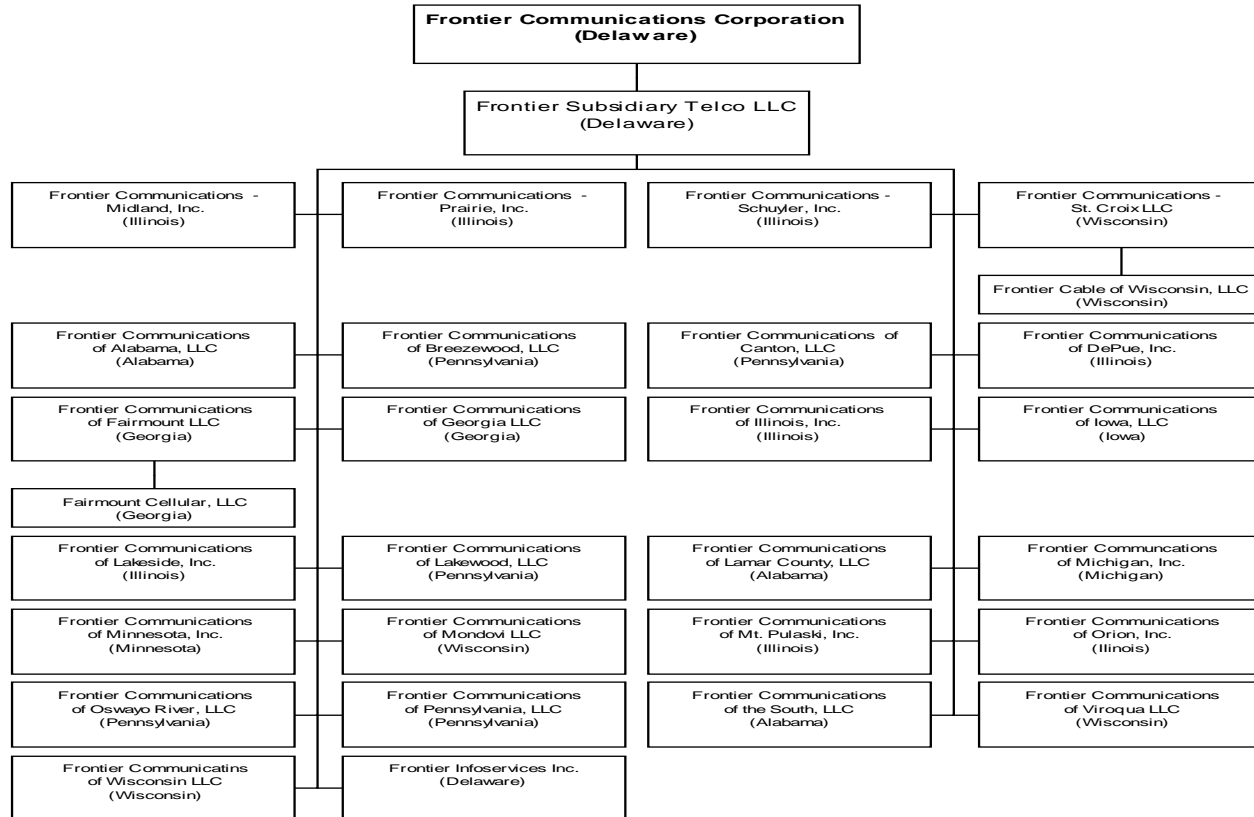 Frontier Communications Corporation
(Delaware)
Frontier Subsidiary Telco LLC
(Delaware)
Frontier Communications -
Midland, Inc.
(Illinois)
Frontier Communications -
Prairie, Inc.
(Illinois)
Frontier Communications -
Schuyler, Inc.
(Illinois)
Frontier Communications -
St. Croix LLC
(Wisconsin)
Frontier Cable of Wisconsin, LLC
(Wisconsin)
Frontier Communications
of Alabama, LLC
(Alabama)
Frontier Communications
of Breezewood, LLC
(Pennsylvania)
Frontier Communications of
Canton, LLC
(Pennsylvania)
Frontier Communications
of DePue, Inc.
(Illinois)
Frontier Communications
of Fairmount LLC
(Georgia)
Frontier Communications
of Georgia LLC
(Georgia)
Frontier Communications
of Illinois, Inc.
(Illinois)
Frontier Communications
of Iowa, LLC
(Iowa)
Fairmount Cellular, LLC
(Georgia)
Frontier Communications
of Lakeside, Inc.
(Illinois)
Frontier Communications
of Lakewood, LLC
(Pennsylvania)
Frontier Communications
of Lamar County, LLC
(Alabama)
Frontier Communcations
of Michigan, Inc.
(Michigan)
Frontier Communications
of Minnesota, Inc.
(Minnesota)
Frontier Communications
of Mondovi LLC
(Wisconsin)
Frontier Communications
of Mt. Pulaski, Inc.
(Illinois)
Frontier Communications
of Orion, Inc.
(Ilinois)
Frontier Communications
of Oswayo River, LLC
(Pennsylvania)
Frontier Communications
of Pennsylvania, LLC
(Pennsylvania)
Frontier Communications
of the South, LLC
(Alabama)
Frontier Communications
of Viroqua LLC
(Wisconsin)
Frontier Communicatins
of Wisconsin LLC
(Wisconsin)
Frontier Infoservices Inc.
(Delaware)